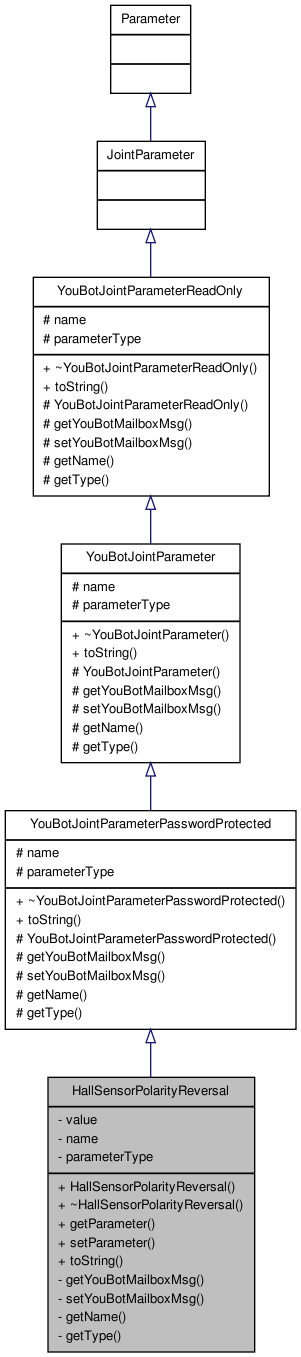 Parameter
JointParameter
YouBotJointParameterReadOnly
# name
# parameterType
+ ~YouBotJointParameterReadOnly()
+ toString()
# YouBotJointParameterReadOnly()
# getYouBotMailboxMsg()
# setYouBotMailboxMsg()
# getName()
# getType()
YouBotJointParameter
# name
# parameterType
+ ~YouBotJointParameter()
+ toString()
# YouBotJointParameter()
# getYouBotMailboxMsg()
# setYouBotMailboxMsg()
# getName()
# getType()
YouBotJointParameterPasswordProtected
# name
# parameterType
+ ~YouBotJointParameterPasswordProtected()
+ toString()
# YouBotJointParameterPasswordProtected()
# getYouBotMailboxMsg()
# setYouBotMailboxMsg()
# getName()
# getType()
HallSensorPolarityReversal
- value
- name
- parameterType
+ HallSensorPolarityReversal()
+ ~HallSensorPolarityReversal()
+ getParameter()
+ setParameter()
+ toString()
- getYouBotMailboxMsg()
- setYouBotMailboxMsg()
- getName()
- getType()